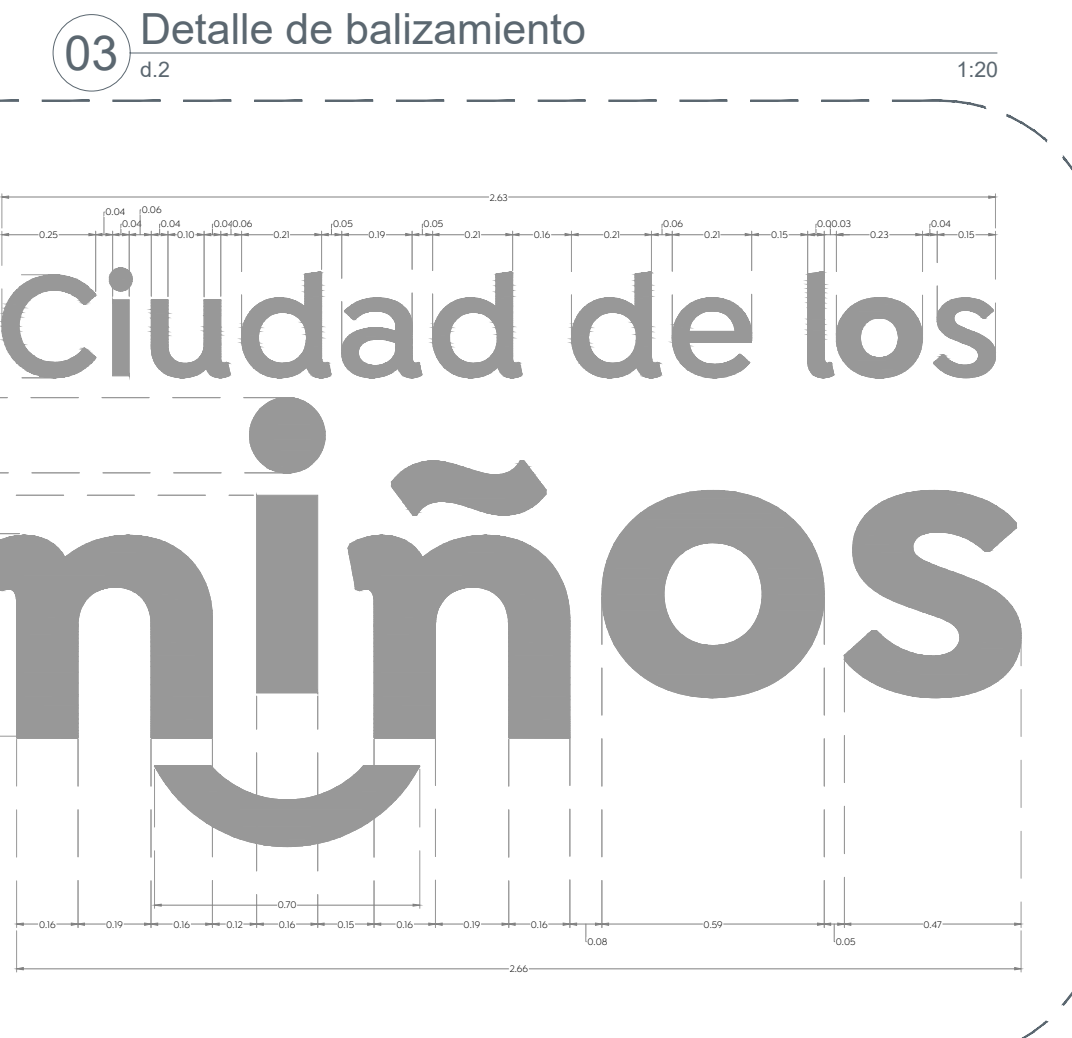 03 Detalle de balizamiento
d.2 1:20
2.63
0.04 0.06
0.04 0.04 0.04 0.06 0.05 0.05 0.06 0.00 0.03 0.04
0.25 0.10 0.21 0.19 0.21 0.16 0.21 0.21 0.15 0.23 0.15
Ciudad de los
miños
0.70
0.16 0.19 0.16 0.12 0.16 0.15 0.16 0.19 0.16 0.59 0.47
0.08 0.05
2.66